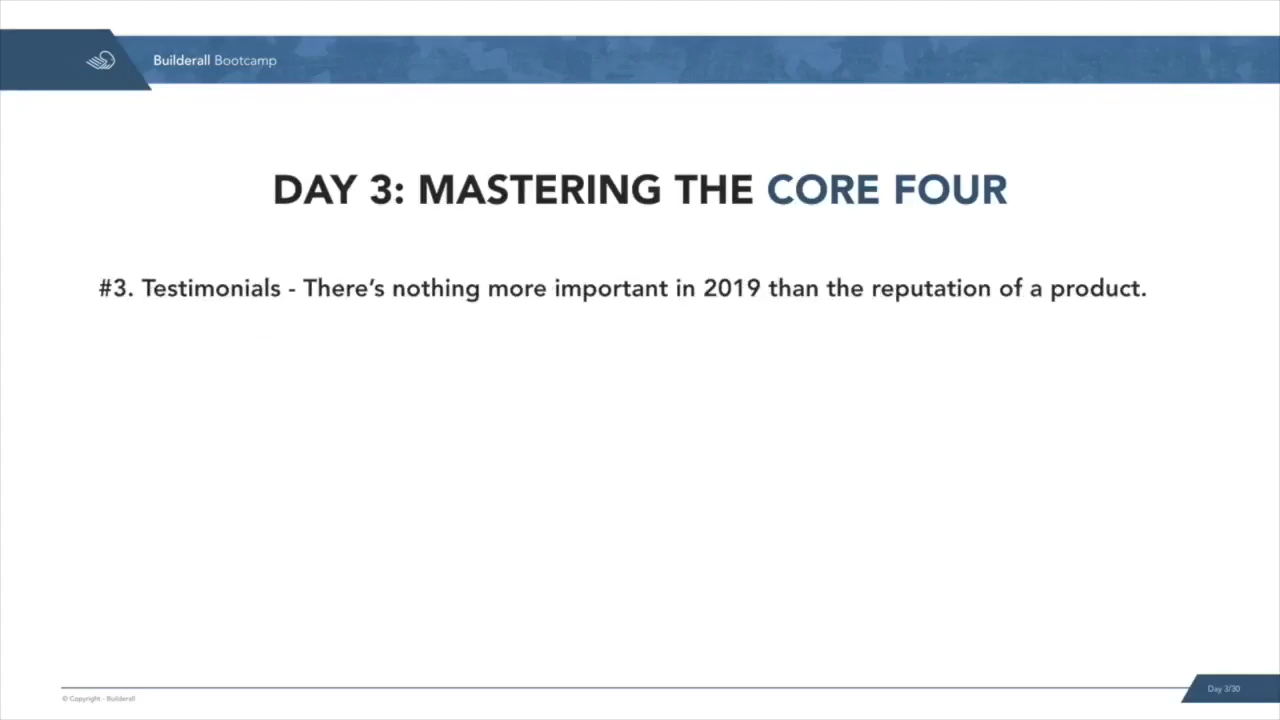 Builderall Bootcamp
DAY 3: MASTERING THE CORE FOUR
#3. Testimonials - There’s nothing more important in 2019 than the reputation of a product.
© Copyright - Builderall
Day 3/30